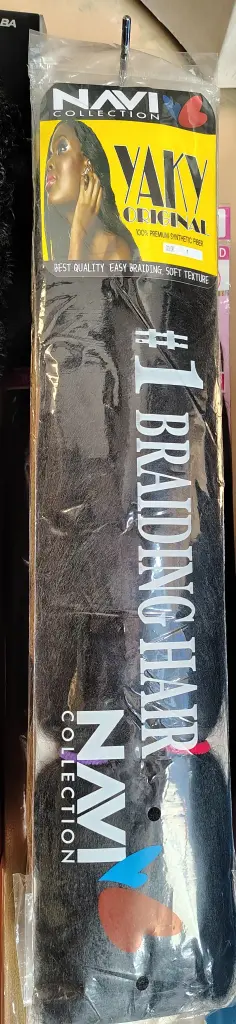 BA
NAVI
COLLECTION
YAKY
ORIGINAL
100% PREMIUM SYNTHETIC FIBER
BEST QUALITY EASY BRAIDING SOFT TEXTURE
#1 BRAIDING HAIR
NAVI
COLLECTION